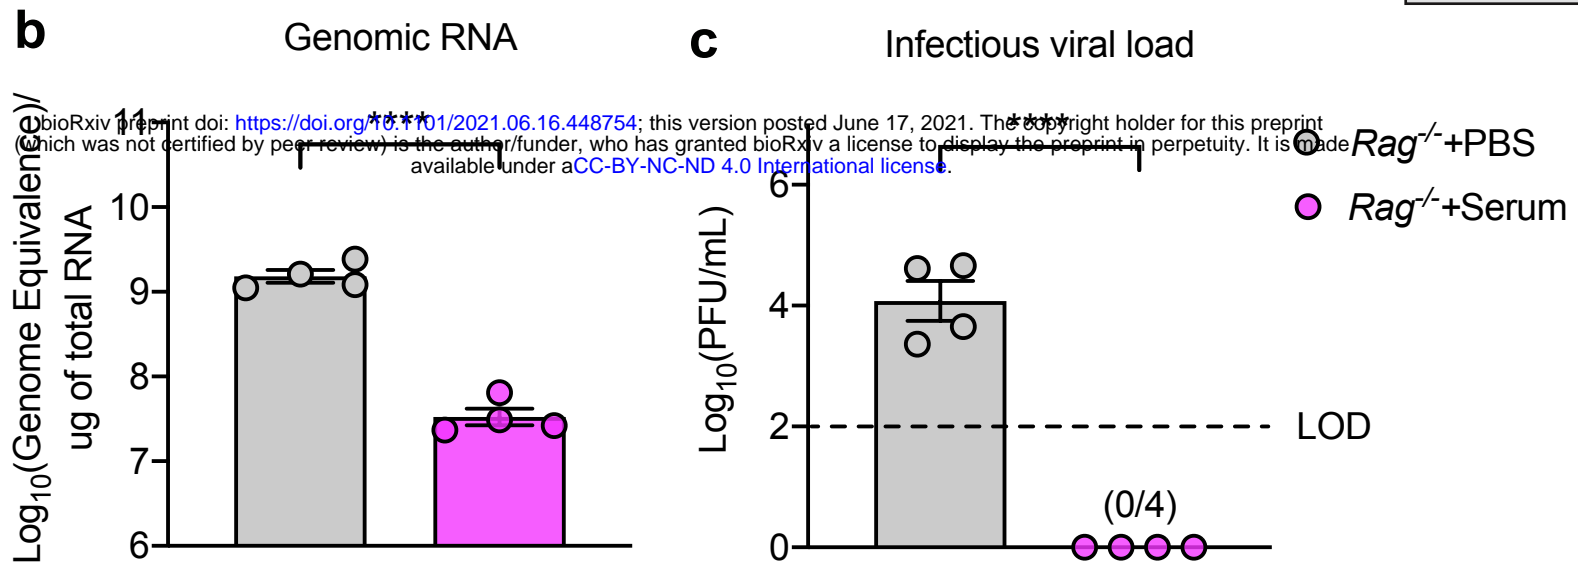 b
Genomic RNA
c
Infectious viral load
bioRxiv preprint doi: https://doi.org/10.1101/2021.06.16.448754; this version posted June 17, 2021. The copyright holder for this preprint
(which was not certified by peer review) is the author/funder, who has granted bioRxiv a license to display the preprint in perpetuity. It is made
available under aCC-BY-NC-ND 4.0 International license.
Log10(Genome Equivalence)/
ug of total RNA
11
10
9
8
7
6
****
Log10(PFU/mL)
6
4
2
0
****
(0/4)
LOD
Rag-/-+PBS
Rag-/-+Serum